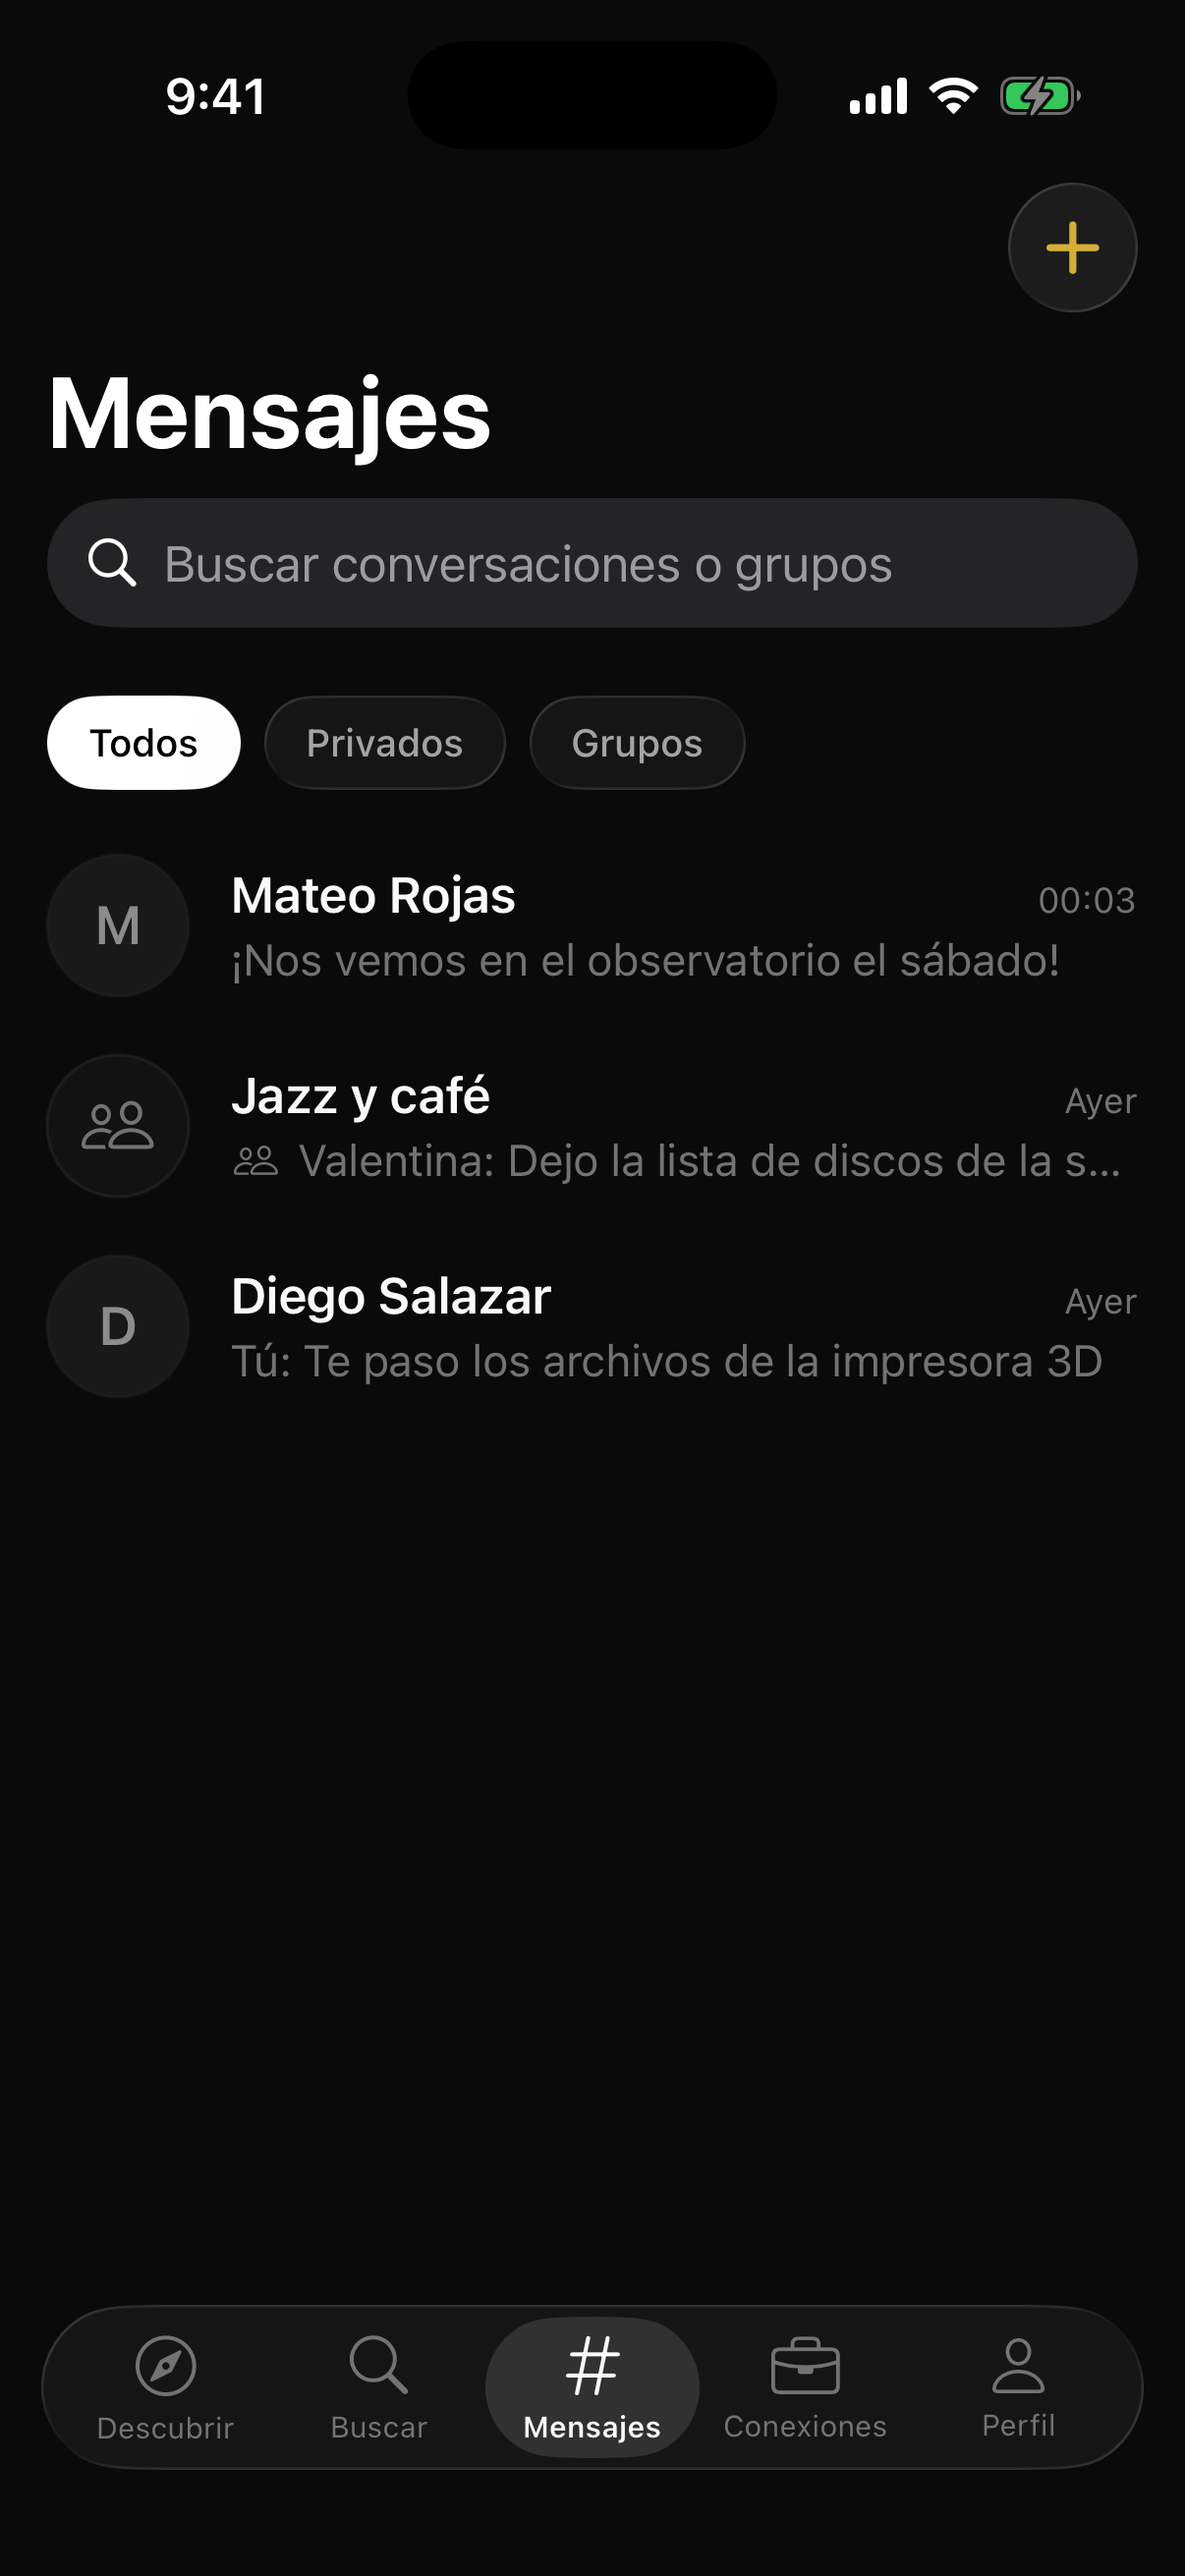 9:41
Mensajes
Buscar conversaciones o grupos
Todos Privados Grupos
M Mateo Rojas 00:03
¡Nos vemos en el observatorio el sábado!
Jazz y café Ayer
Valentina: Dejo la lista de discos de la s...
D Diego Salazar Ayer
Tú: Te paso los archivos de la impresora 3D
Descubrir Buscar Mensajes Conexiones Perfil